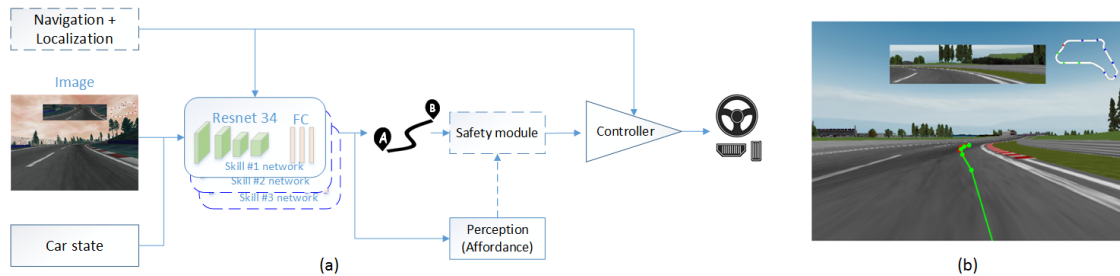 Navigation +
Localization
Image
Car state
Resnet 34
FC
Skill #1 network
Skill #2 network
Skill #3 network
A
B
Safety module
Perception
(Affordance)
Controller
(a)
(b)